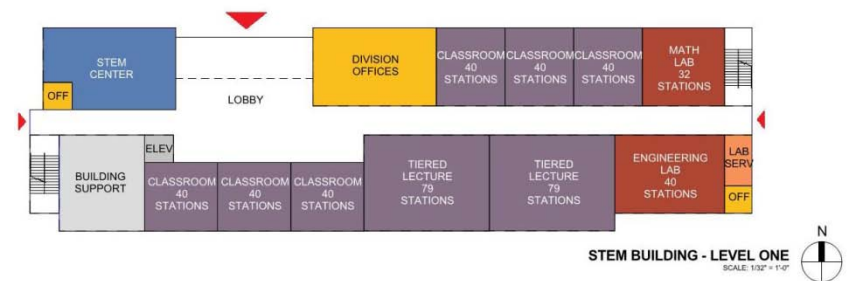 STEM
CENTER
OFF
LOBBY
DIVISION
OFFICES
CLASSROOM
40
STATIONS
CLASSROOM
40
STATIONS
CLASSROOM
40
STATIONS
MATH
LAB
32
STATIONS
BUILDING
SUPPORT
ELEV
CLASSROOM
40
STATIONS
CLASSROOM
40
STATIONS
CLASSROOM
40
STATIONS
TIERED
LECTURE
79
STATIONS
TIERED
LECTURE
79
STATIONS
ENGINEERING
LAB
40
STATIONS
LAB
SERV
OFF
N
STEM BUILDING - LEVEL ONE
SCALE: 1/32" = 1'-0"